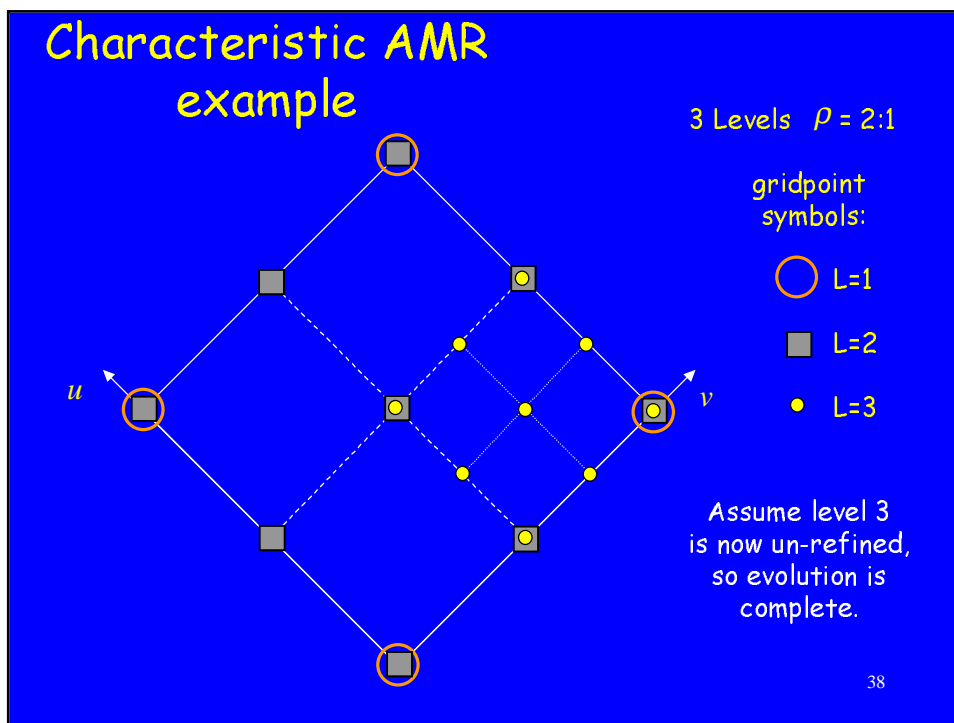 Characteristic AMR
example
3 Levels ρ = 2:1
gridpoint
symbols:
L=1
L=2
L=3
u
v
Assume level 3
is now un-refined,
so evolution is
complete.
38